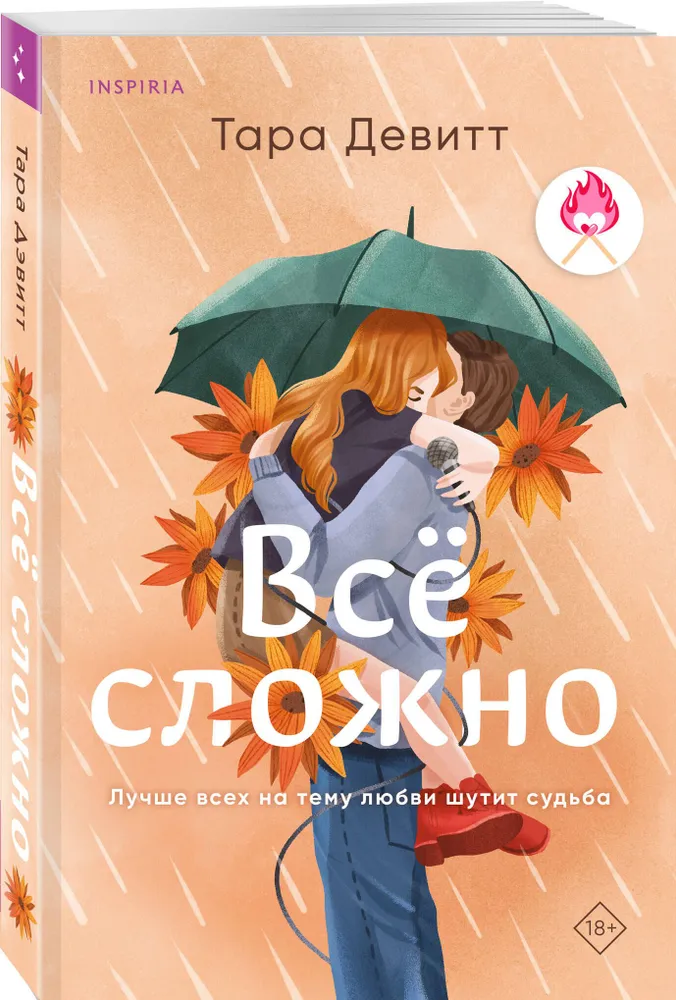 INSPIRIA
Тара Девитт
Всё
сложно
Лучше всех на тему любви шутит судьба
18+
Тара Дэвитт
Всё сложно